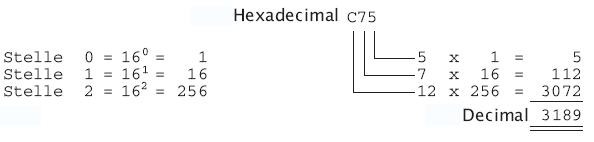 Hexadecimal C75
Stelle 0 = 16⁰ = 1 5 x 1 = 5
Stelle 1 = 16¹ = 16 7 x 16 = 112
Stelle 2 = 16² = 256 12 x 256 = 3072
Decimal 3189